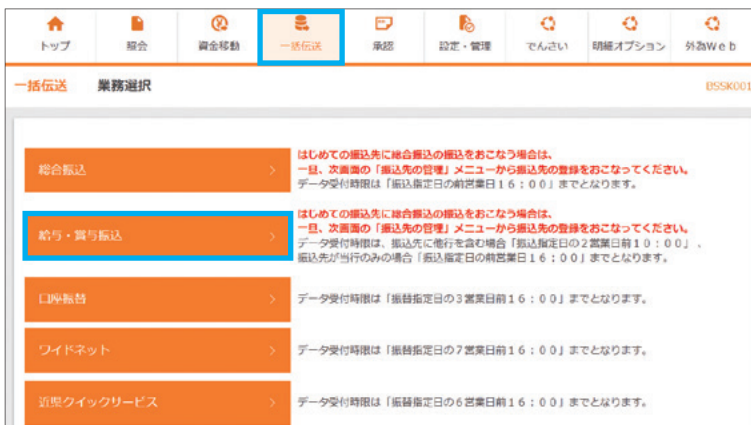 トップ
照会
資金移動
一括伝送
承認
設定・管理
でんさい
明細オプション
外為Web
一括伝送 業務選択 BSSK001
総合振込
はじめての振込先に総合振込の振込をおこなう場合は、
一旦、次画面の「振込先の管理」メニューから振込先の登録をおこなってください。
データ受付時限は「振込指定日の前営業日16:00」までとなります。
給与・賞与振込
はじめての振込先に総合振込の振込をおこなう場合は、
一旦、次画面の「振込先の管理」メニューから振込先の登録をおこなってください。
データ受付時限は、振込先に他行を含む場合「振込指定日の2営業日前10:00」、
振込先が当行のみの場合「振込指定日の前営業日16:00」までとなります。
口座振替
データ受付時限は「振替指定日の3営業日前16:00」までとなります。
ワイドネット
データ受付時限は「振替指定日の7営業日前16:00」までとなります。
近県クイックサービス
データ受付時限は「振替指定日の6営業日前16:00」までとなります。